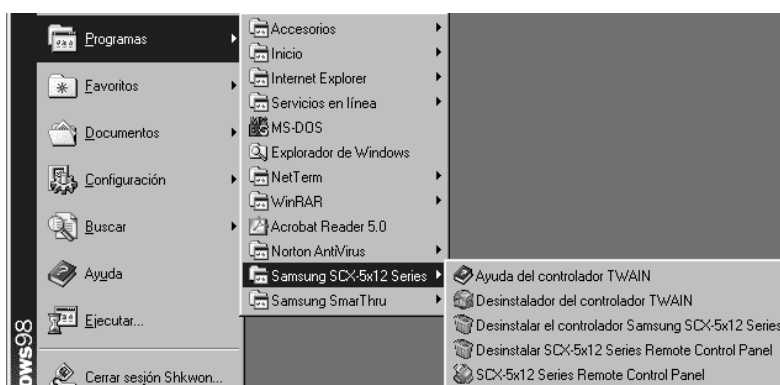 Programas
Favoritos
Documentos
Configuración
Buscar
Ayuda
Ejecutar...
Cerrar sesión Shkwon...
ows98
Accesorios
Inicio
Internet Explorer
Servicios en línea
MS-DOS
Explorador de Windows
NetTerm
WinRAR
Acrobat Reader 5.0
Norton AntiVirus
Samsung SCX-5x12 Series
Samsung SmarThru
Ayuda del controlador TWAIN
Desinstalador del controlador TWAIN
Desinstalar el controlador Samsung SCX-5x12 Series
Desinstalar SCX-5x12 Series Remote Control Panel
SCX-5x12 Series Remote Control Panel